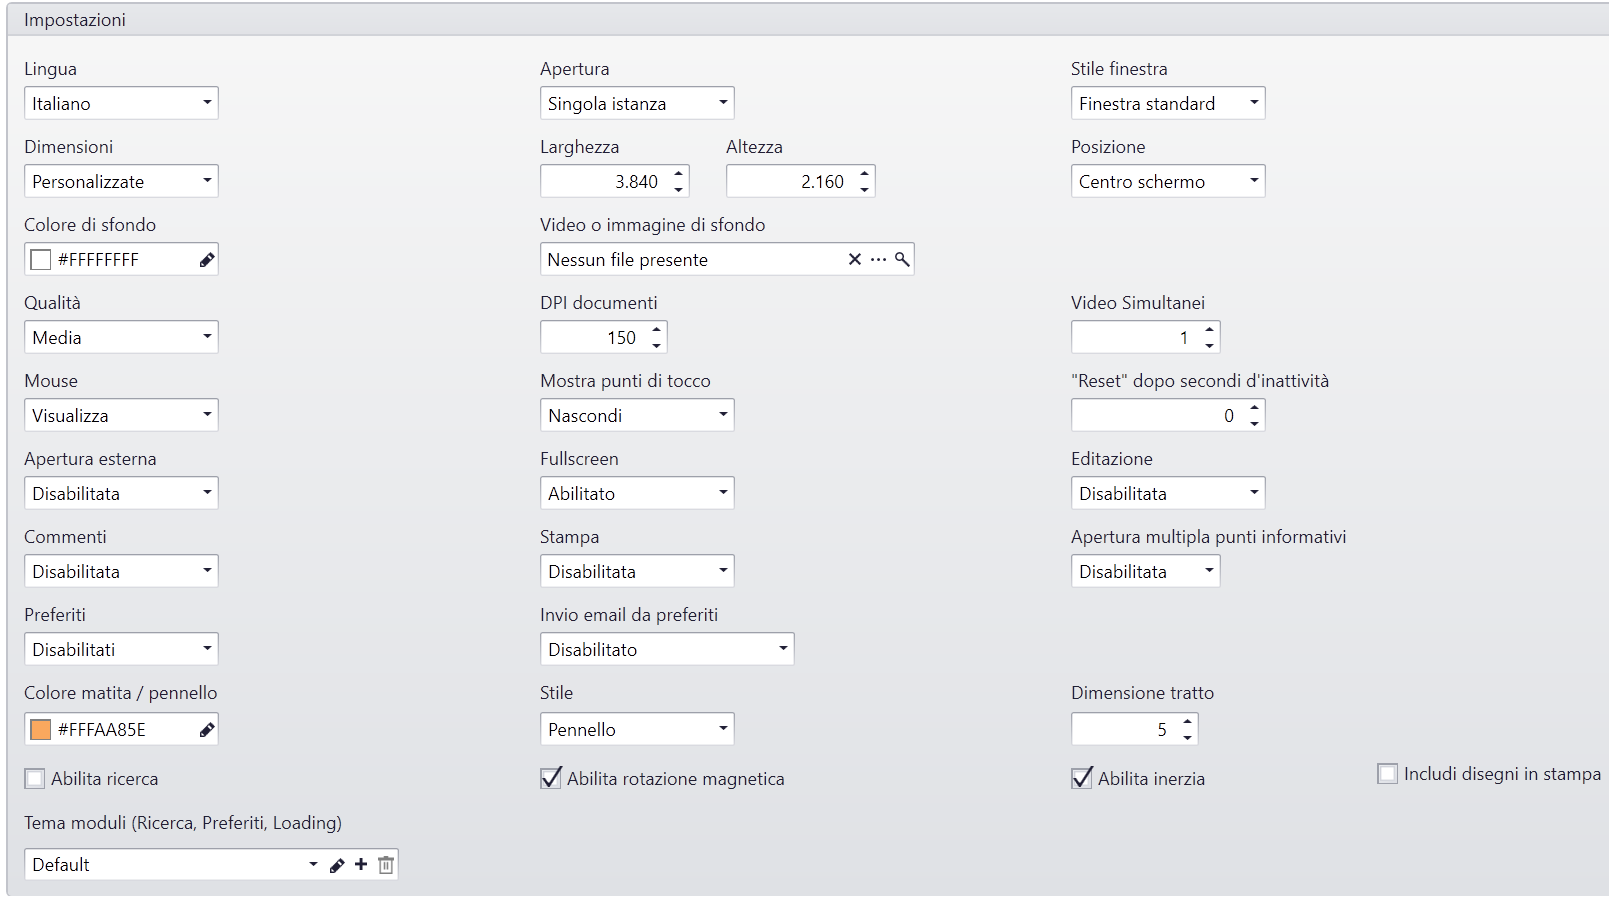 Impostazioni
Lingua Apertura Stile finestra
Italiano Singola istanza Finestra standard
Dimensioni Larghezza Altezza Posizione
Personalizzate 3.840 2.160 Centro schermo
Colore di sfondo Video o immagine di sfondo
#FFFFFFFF Nessun file presente
Qualità DPI documenti Video Simultanei
Media 150 1
Mouse Mostra punti di tocco "Reset" dopo secondi d'inattività
Visualizza Nascondi 0
Apertura esterna Fullscreen Editazione
Disabilitata Abilitato Disabilitata
Commenti Stampa Apertura multipla punti informativi
Disabilitata Disabilitata Disabilitata
Preferiti Invio email da preferiti
Disabilitati Disabilitato
Colore matita / pennello Stile Dimensione tratto
#FFFAA85E Pennello 5
Abilita ricerca Abilita rotazione magnetica Abilita inerzia Includi disegni in stampa
Tema moduli (Ricerca, Preferiti, Loading)
Default